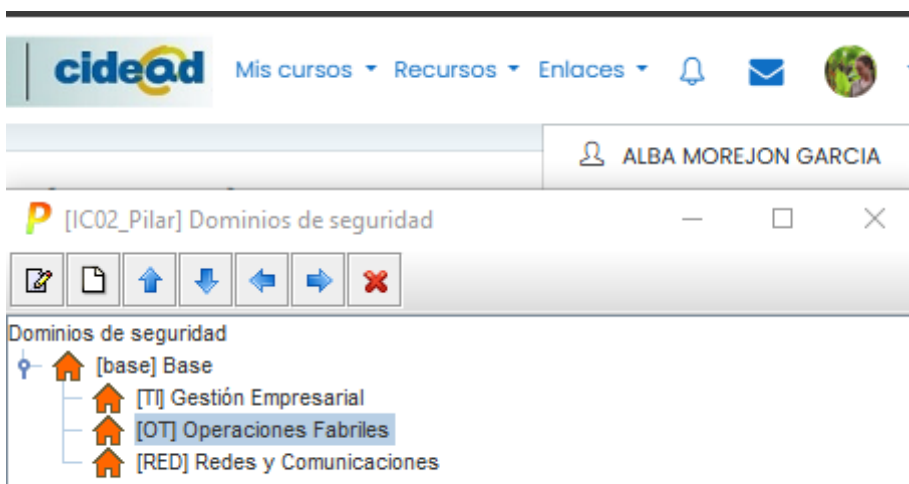 cidead Mis cursos Recursos Enlaces
ALBA MOREJON GARCIA
P [IC02_Pilar] Dominios de seguridad
Dominios de seguridad
[base] Base
[TI] Gestión Empresarial
[OT] Operaciones Fabriles
[RED] Redes y Comunicaciones